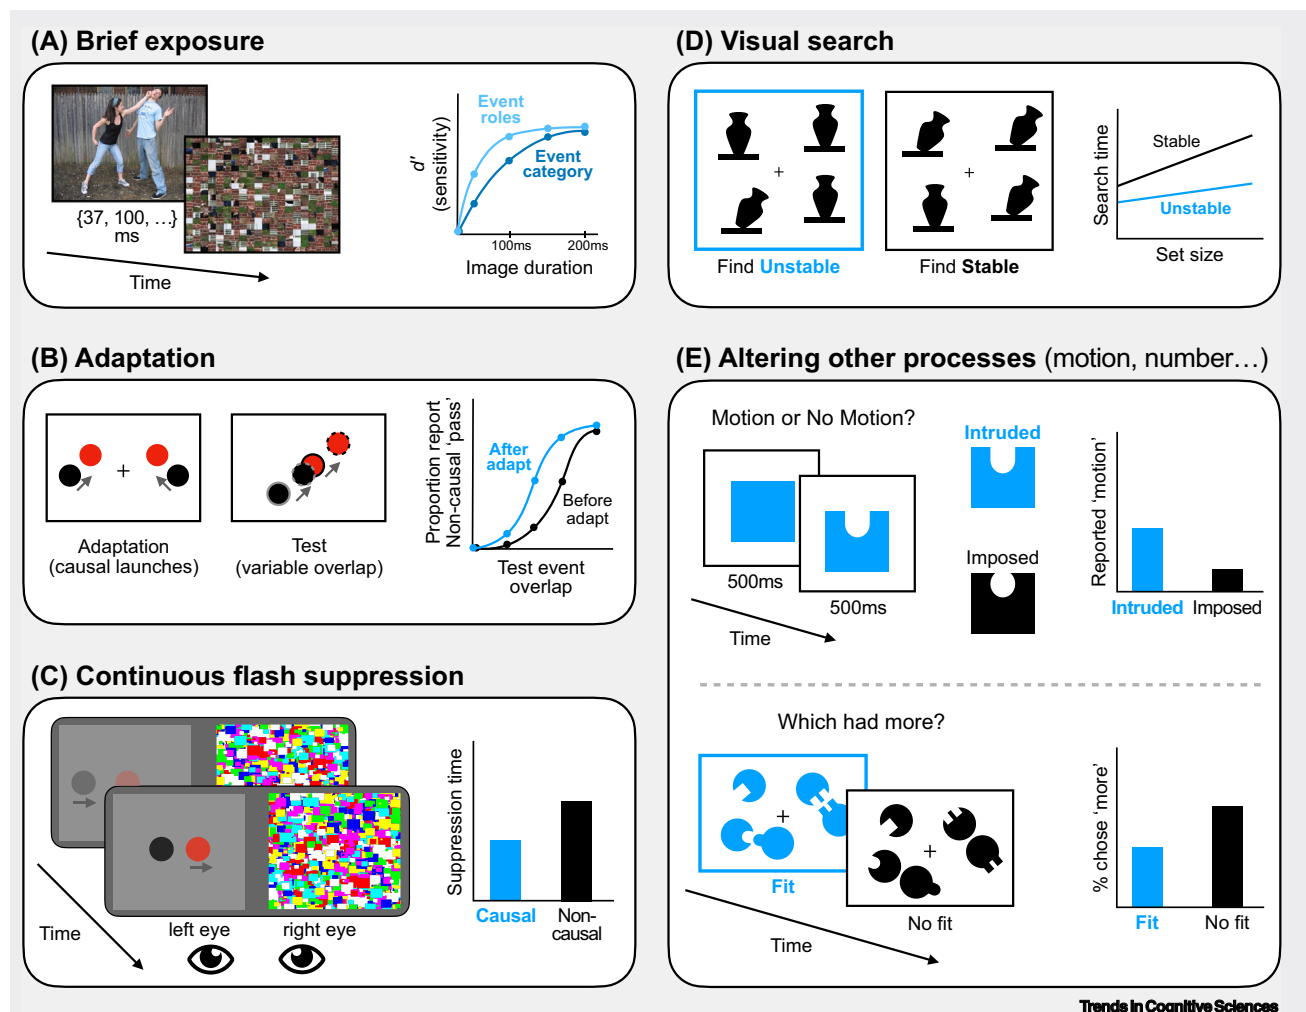 (A) Brief exposure
{37, 100, …}
ms
Time
d′
(sensitivity)
Event
roles
Event
category
100ms
200ms
Image duration
(B) Adaptation
+
Adaptation
(causal launches)
Test
(variable overlap)
Proportion report
Non-causal ‘pass’
After
adapt
Before
adapt
Test event
overlap
(C) Continuous flash suppression
Time
left eye
right eye
Suppression time
Causal
Non-
causal
(D) Visual search
+
Find Unstable
+
Find Stable
Search time
Stable
Unstable
Set size
(E) Altering other processes (motion, number…)
Motion or No Motion?
500ms
500ms
Time
Intruded
Imposed
Reported ‘motion’
Intruded
Imposed
Which had more?
+
Fit
+
No fit
Time
% chose ‘more’
Fit
No fit
Trends in Cognitive Sciences